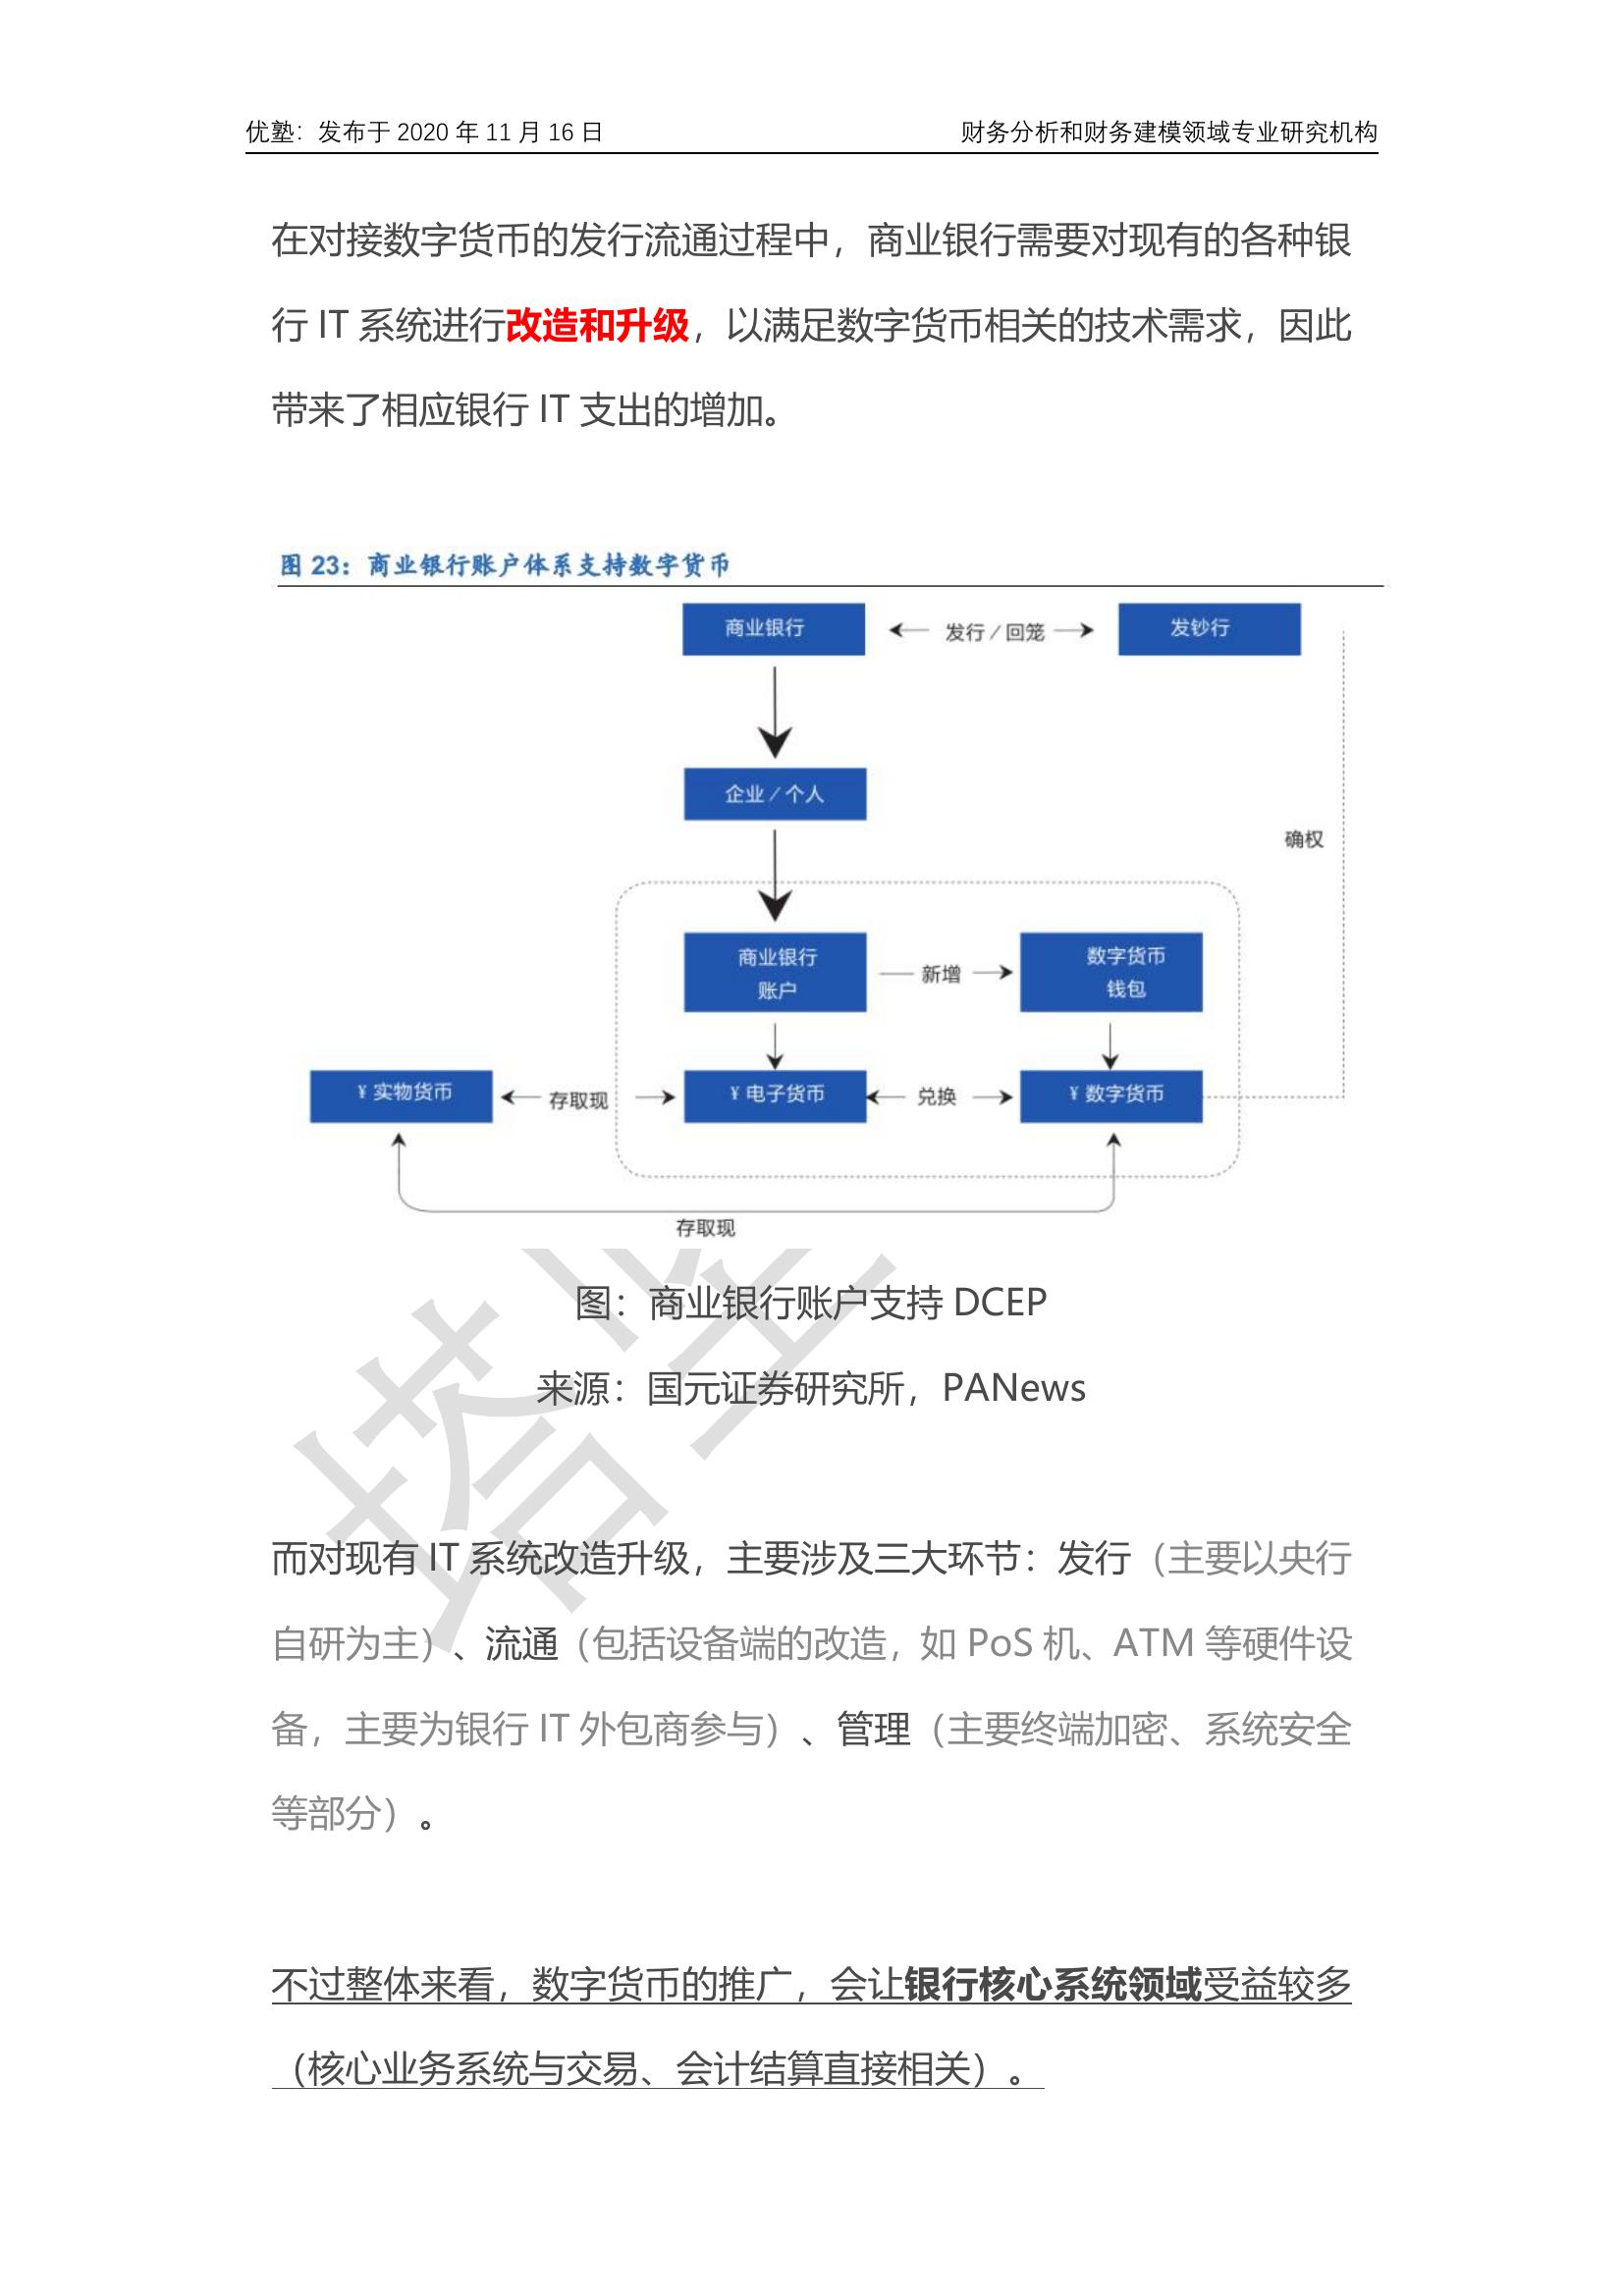 优塾：发布于 2020 年 11 月 16 日 财务分析和财务建模领域专业研究机构
在对接数字货币的发行流通过程中，商业银行需要对现有的各种银
行 IT 系统进行改造和升级，以满足数字货币相关的技术需求，因此
带来了相应银行 IT 支出的增加。
图 23：商业银行账户体系支持数字货币
商业银行 发行／回笼 发钞行
企业／个人
确权
商业银行
账户
新增
数字货币
钱包
¥ 实物货币 存取现 ¥ 电子货币 兑换 ¥ 数字货币
存取现
图：商业银行账户支持 DCEP
来源：国元证券研究所，PANews
而对现有 IT 系统改造升级，主要涉及三大环节：发行（主要以央行
自研为主）、流通（包括设备端的改造，如 PoS 机、ATM 等硬件设
备，主要为银行 IT 外包商参与）、管理（主要终端加密、系统安全
等部分）。
不过整体来看，数字货币的推广，会让银行核心系统领域受益较多
（核心业务系统与交易、会计结算直接相关）。